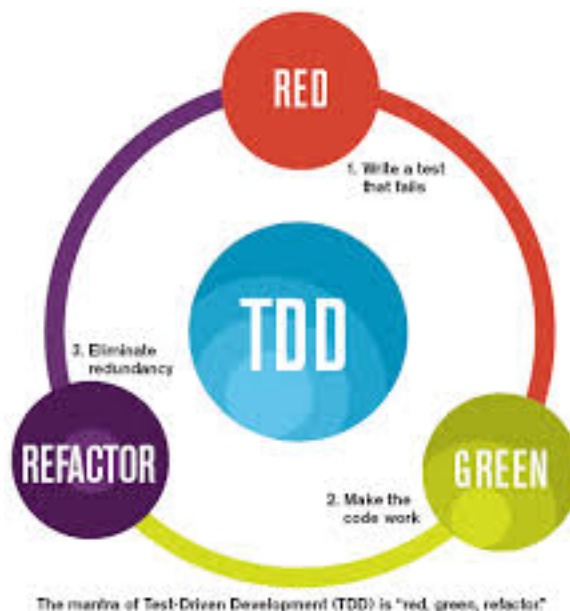 RED
1. Write a test
that fails
TDD
3. Eliminate
redundancy
REFACTOR
GREEN
2. Make the
code work
The mantra of Test-Driven Development (TDD) is "red, green, refactor"